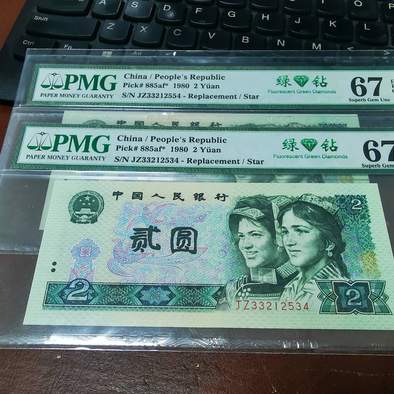 PMG
PAPER MONEY GUARANTY
China / People's Republic
Pick# 885af* 1980 2 Yüan
S/N JZ33212554 - Replacement / Star
绿钻
Fluorescent Green Diamonds
67
Superb Gem Unc
PMG
PAPER MONEY GUARANTY
China / People's Republic
Pick# 885af* 1980 2 Yüan
S/N JZ33212534 - Replacement / Star
绿钻
Fluorescent Green Diamonds
67
Superb Gem
中国人民银行
2
贰圆
2
JZ33212534
2